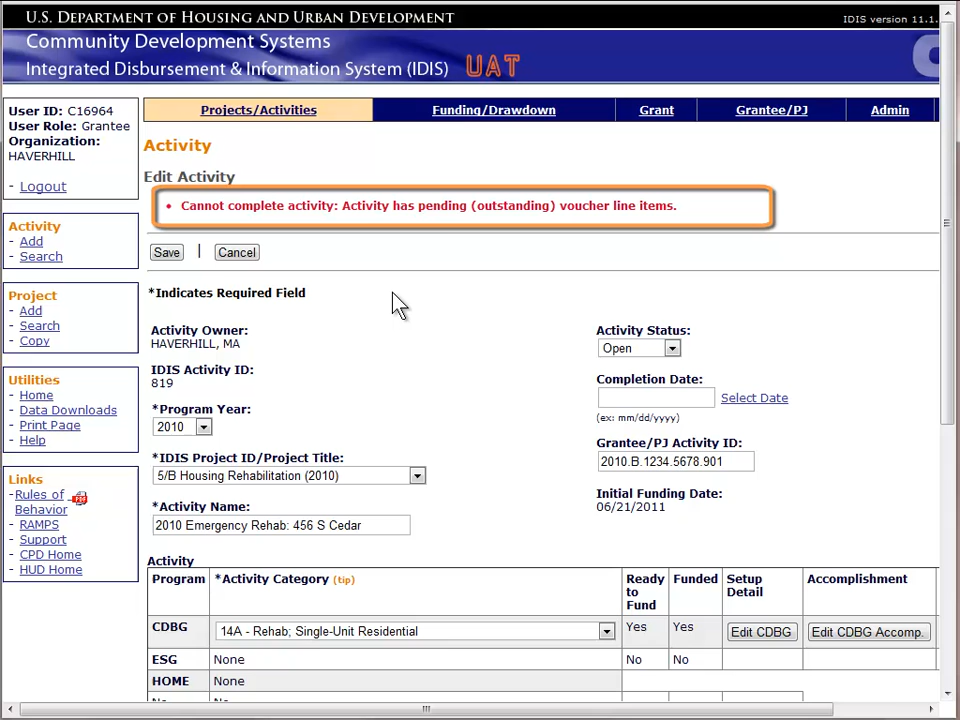 U.S. DEPARTMENT OF HOUSING AND URBAN DEVELOPMENT
IDIS version 11.1.
Community Development Systems
Integrated Disbursement & Information System (IDIS) UAT
User ID: C16964
User Role: Grantee
Organization:
HAVERHILL
- Logout
Projects/Activities
Funding/Drawdown
Grant
Grantee/PJ
Admin
Activity
- Add
- Search
Project
- Add
- Search
- Copy
Utilities
- Home
- Data Downloads
- Print Page
- Help
Links
-Rules of
Behavior
- RAMPS
- Support
- CPD Home
- HUD Home
Activity
Edit Activity
• Cannot complete activity: Activity has pending (outstanding) voucher line items.
Save | Cancel
*Indicates Required Field
Activity Owner:
HAVERHILL, MA
IDIS Activity ID:
819
*Program Year:
2010
*IDIS Project ID/Project Title:
5/B Housing Rehabilitation (2010)
*Activity Name:
2010 Emergency Rehab: 456 S Cedar
Activity Status:
Open
Completion Date:
Select Date
(ex: mm/dd/yyyy)
Grantee/PJ Activity ID:
2010.B.1234.5678.901
Initial Funding Date:
06/21/2011
Activity
Program *Activity Category (tip) Ready to Fund Funded Setup Detail Accomplishment
CDBG 14A - Rehab; Single-Unit Residential Yes Yes Edit CDBG Edit CDBG Accomp.
ESG None No No
HOME None